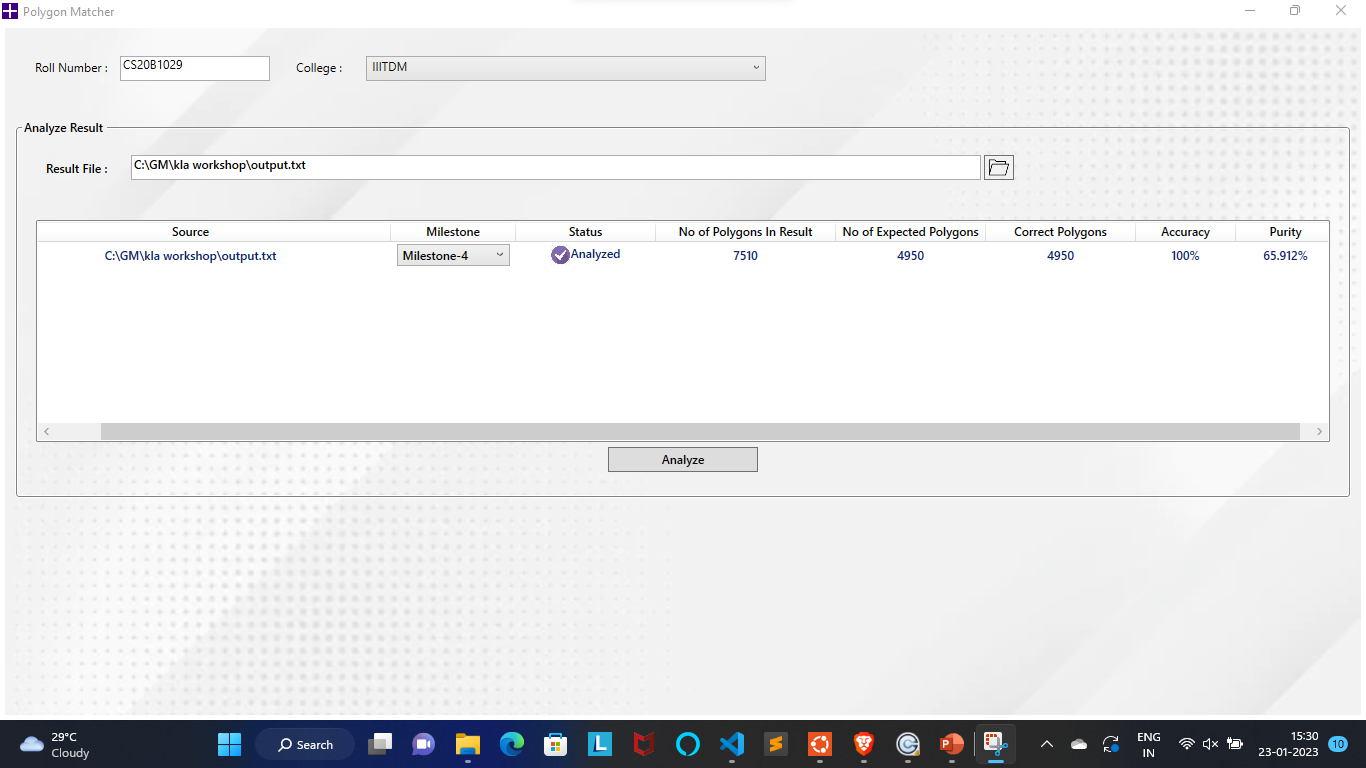 Polygon Matcher
Roll Number : CS20B1029 College : IIITDM
Analyze Result
Result File : C:\GM\kla workshop\output.txt
Source Milestone Status No of Polygons In Result No of Expected Polygons Correct Polygons Accuracy Purity
C:\GM\kla workshop\output.txt Milestone-4 Analyzed 7510 4950 4950 100% 65.912%
Analyze
29°C
Cloudy
Search
L
S
P
ENG
IN
15:30
23-01-2023
10